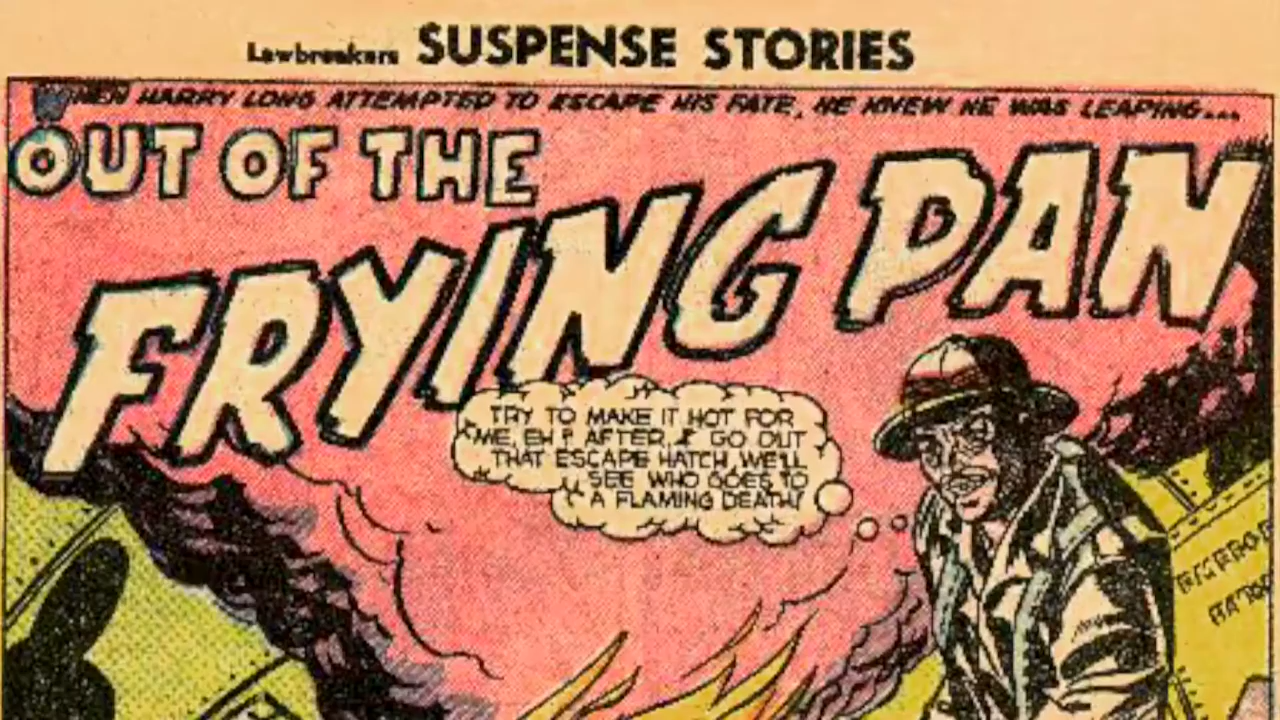 Lawbreakers SUSPENSE STORIES
WHEN HARRY LONG ATTEMPTED TO ESCAPE HIS FATE, HE KNEW HE WAS LEAPING...
OUT OF THE
FRYING PAN
TRY TO MAKE IT HOT FOR
ME, EH? AFTER I GO OUT
THAT ESCAPE HATCH, WE'LL
SEE WHO GOES TO
A FLAMING DEATH!